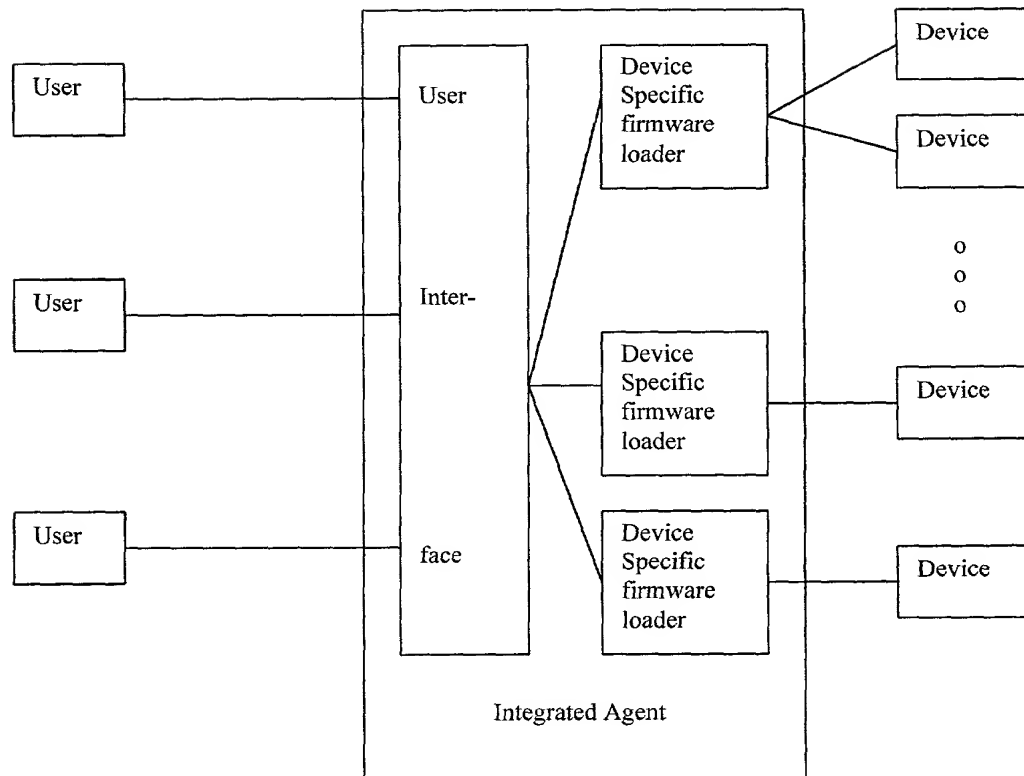 User
User
User
User
Inter-
face
Device
Specific
firmware
loader
Device
Specific
firmware
loader
Device
Specific
firmware
loader
Device
Device
o
o
o
Device
Device
Integrated Agent